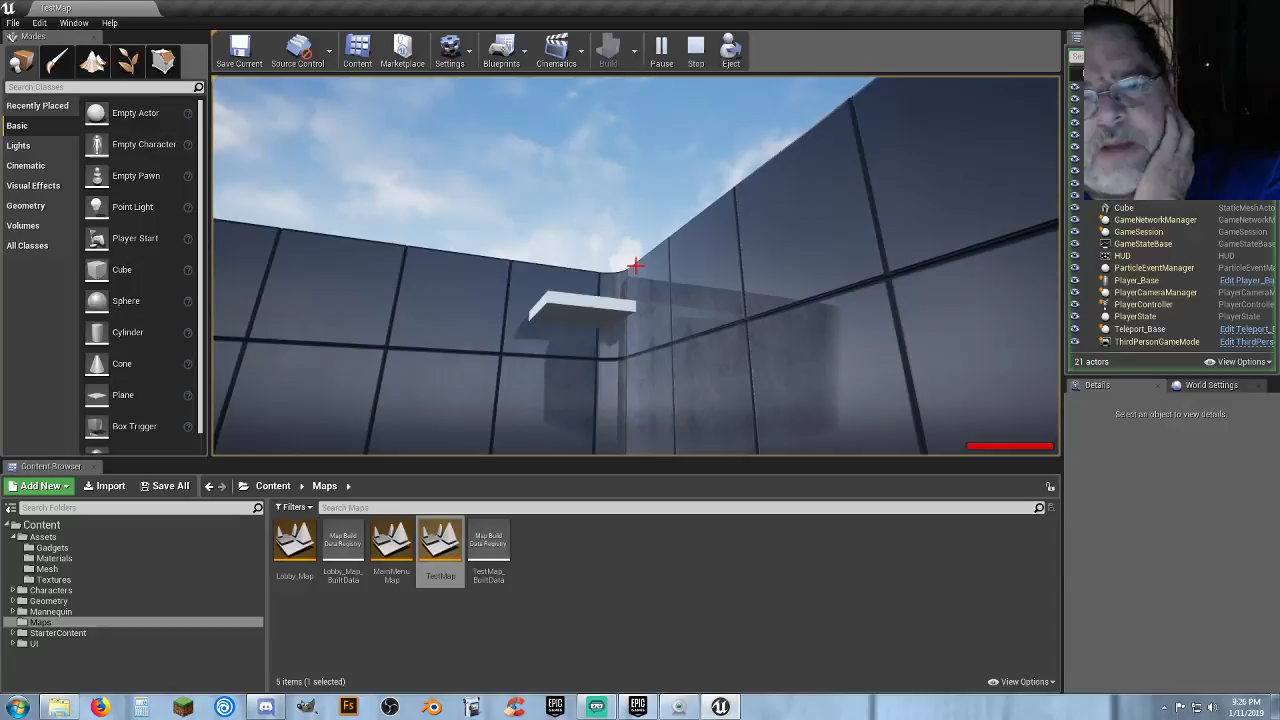 TestMap
File Edit Window Help
Modes
Search Classes
Recently Placed
Basic
Lights
Cinematic
Visual Effects
Geometry
Volumes
All Classes
Empty Actor
Empty Character
Empty Pawn
Point Light
Player Start
Cube
Sphere
Cylinder
Cone
Plane
Box Trigger
Save Current Source Control Content Marketplace Settings Blueprints Cinematics Build Pause Stop Eject
Cube StaticMeshActo
GameNetworkManager GameNetworkM
GameSession GameSession
GameStateBase GameStateBase
HUD HUD
ParticleEventManager ParticleEventM
Player_Base Edit Player_Ba
PlayerCameraManager PlayerCameraM
PlayerController PlayerControlle
PlayerState PlayerState
Teleport_Base Edit Teleport_
ThirdPersonGameMode Edit ThirdPers
21 actors View Options
Details World Settings
Select an object to view details.
Content Browser
Add New Import Save All Content Maps
Search Folders
Filters Search Maps
Content
Assets
Gadgets
Materials
Mesh
Textures
Characters
Geometry
Mannequin
Maps
StarterContent
UI
Map Build Data Registry
Map Build Data Registry
Lobby_Map
Lobby_Map_BuiltData
MainMenuMap
TestMap
TestMap_BuiltData
5 items (1 selected) View Options
9:26 PM
1/11/2019